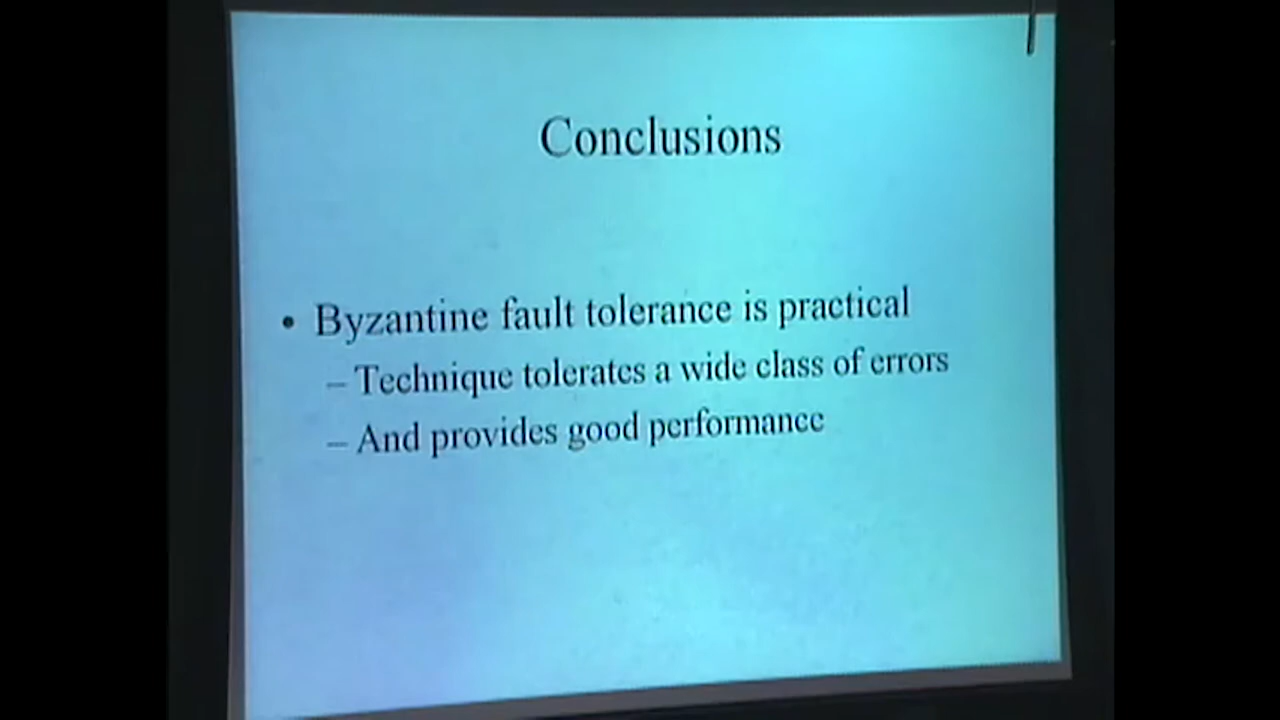 Conclusions
• Byzantine fault tolerance is practical
– Technique tolerates a wide class of errors
– And provides good performance